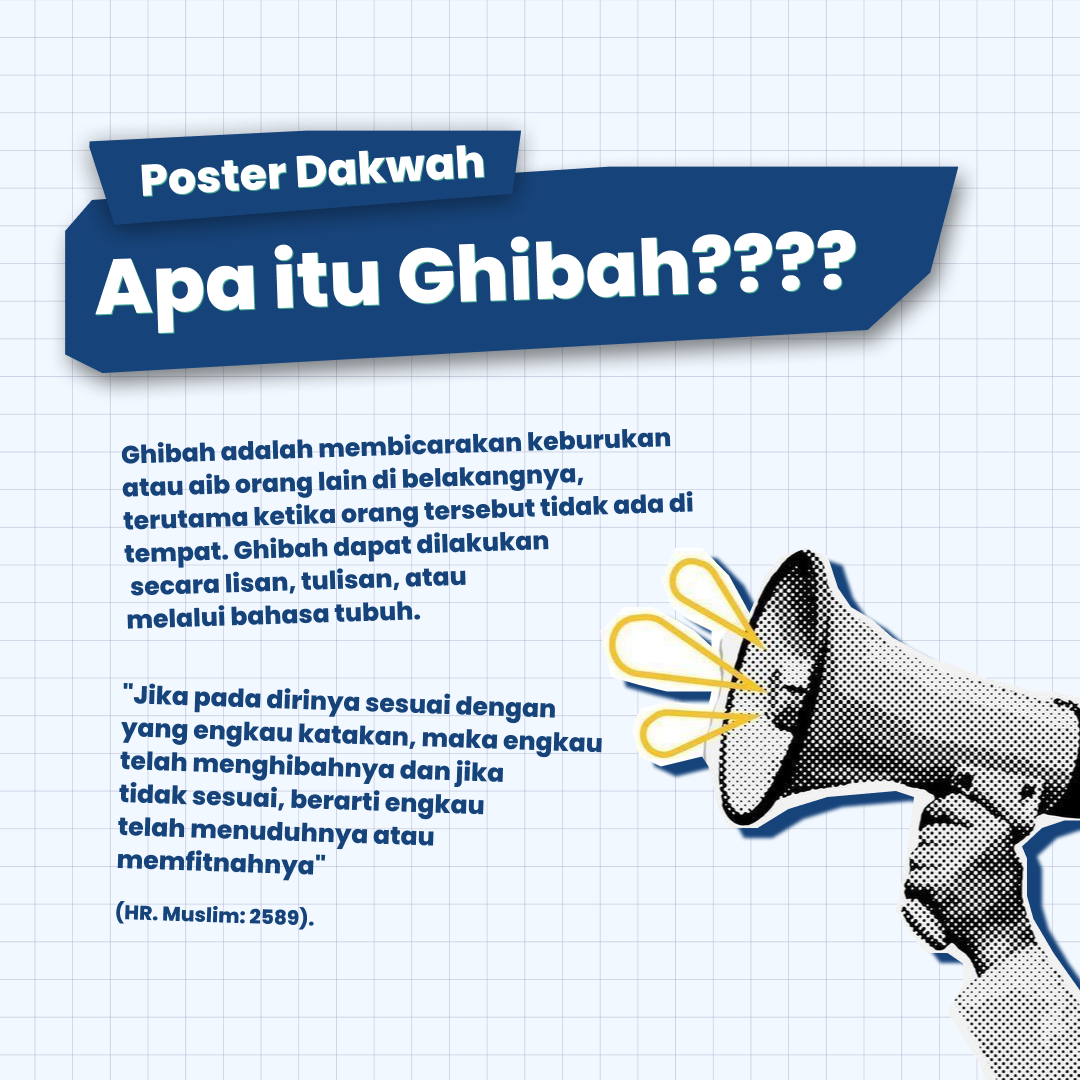 Poster Dakwah
Apa itu Ghibah????
Ghibah adalah membicarakan keburukan
atau aib orang lain di belakangnya,
terutama ketika orang tersebut tidak ada di
tempat. Ghibah dapat dilakukan
secara lisan, tulisan, atau
melalui bahasa tubuh.
"Jika pada dirinya sesuai dengan
yang engkau katakan, maka engkau
telah menghibahnya dan jika
tidak sesuai, berarti engkau
telah menuduhnya atau
memfitnahnya"
(HR. Muslim: 2589).